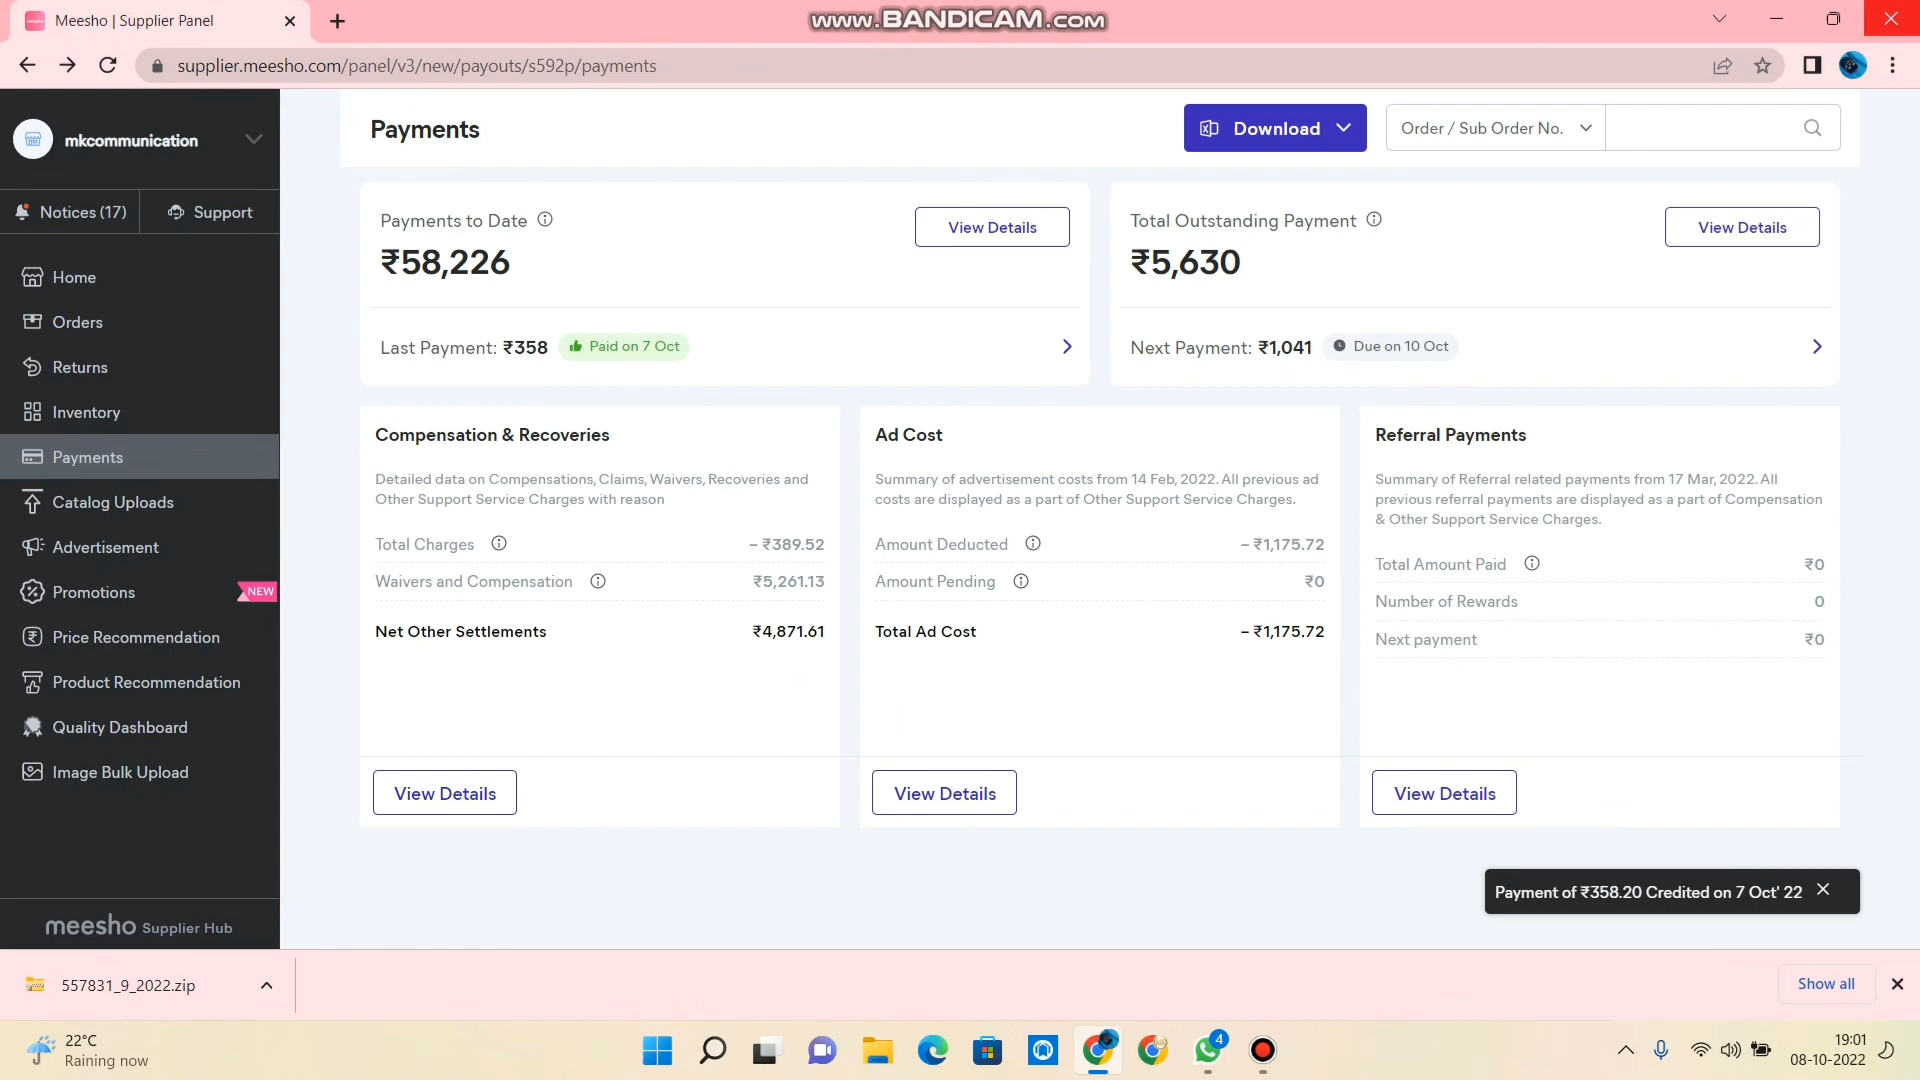 Meesho | Supplier Panel
www.BANDICAM.com
supplier.meesho.com/panel/v3/new/payouts/s592p/payments
mkcommunication
Notices (17)
Support
Home
Orders
Returns
Inventory
Payments
Catalog Uploads
Advertisement
Promotions
NEW
Price Recommendation
Product Recommendation
Quality Dashboard
Image Bulk Upload
meesho Supplier Hub
Payments
Download
Order / Sub Order No.
Payments to Date
₹58,226
View Details
Last Payment: ₹358
Paid on 7 Oct
Total Outstanding Payment
₹5,630
View Details
Next Payment: ₹1,041
Due on 10 Oct
Compensation & Recoveries
Detailed data on Compensations, Claims, Waivers, Recoveries and
Other Support Service Charges with reason
Total Charges – ₹389.52
Waivers and Compensation ₹5,261.13
Net Other Settlements ₹4,871.61
View Details
Ad Cost
Summary of advertisement costs from 14 Feb, 2022. All previous ad
costs are displayed as a part of Other Support Service Charges.
Amount Deducted – ₹1,175.72
Amount Pending ₹0
Total Ad Cost – ₹1,175.72
View Details
Referral Payments
Summary of Referral related payments from 17 Mar, 2022. All
previous referral payments are displayed as a part of Compensation
& Other Support Service Charges.
Total Amount Paid ₹0
Number of Rewards 0
Next payment ₹0
View Details
Payment of ₹358.20 Credited on 7 Oct' 22
557831_9_2022.zip
Show all
22°C
Raining now
4
19:01
08-10-2022